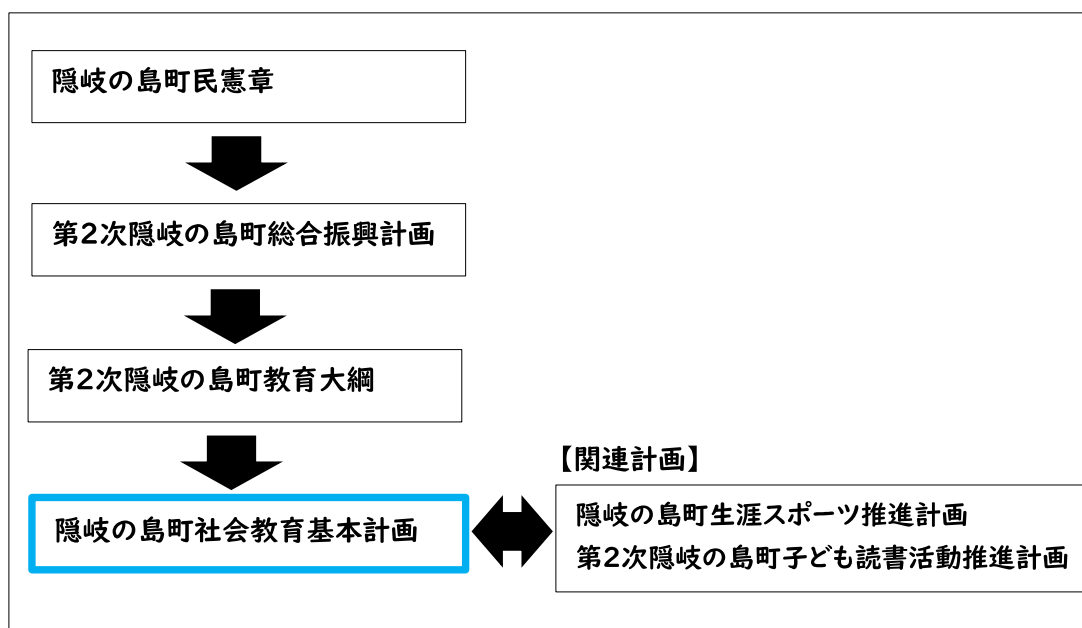 隠岐の島町民憲章
第2次隠岐の島町総合振興計画
第2次隠岐の島町教育大綱
【関連計画】
隠岐の島町社会教育基本計画
隠岐の島町生涯スポーツ推進計画
第2次隠岐の島町子ども読書活動推進計画